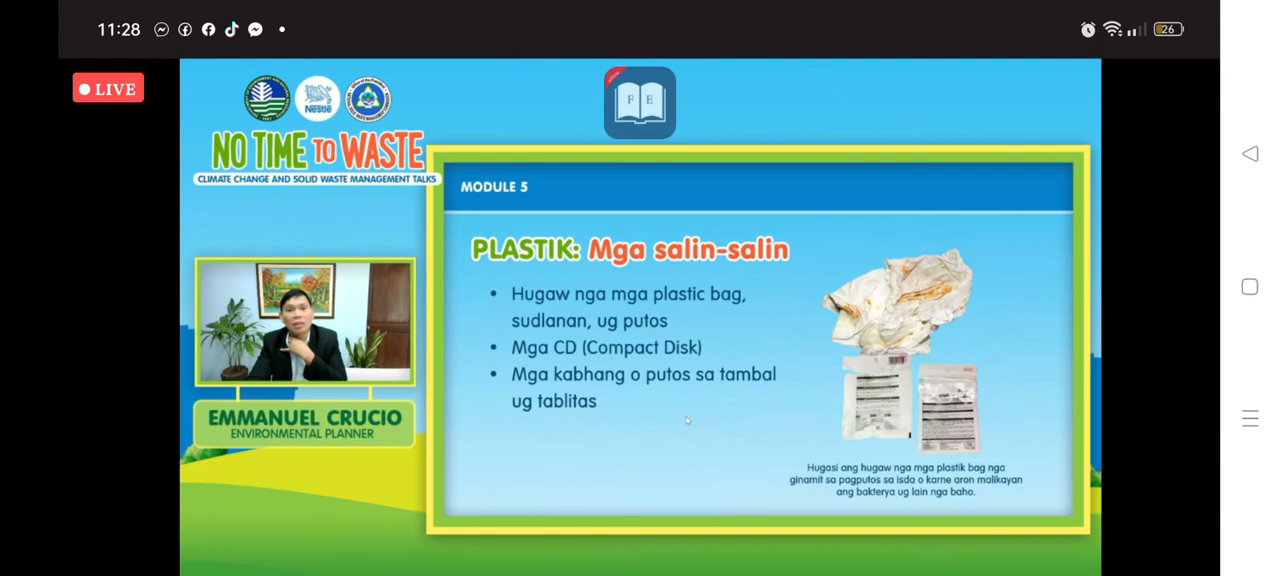 11:28
26
LIVE
Nestlé
F E
NO TIME TO WASTE
CLIMATE CHANGE AND SOLID WASTE MANAGEMENT TALKS
MODULE 5
PLASTIK: Mga salin-salin
• Hugaw nga mga plastic bag,
sudlanan, ug putos
• Mga CD (Compact Disk)
• Mga kabhang o putos sa tambal
ug tablitas
Hugasi ang hugaw nga mga plastik bag nga
ginamit sa pagputos sa isda o karne aron malikayan
ang bakterya ug lain nga baho.
EMMANUEL CRUCIO
ENVIRONMENTAL PLANNER